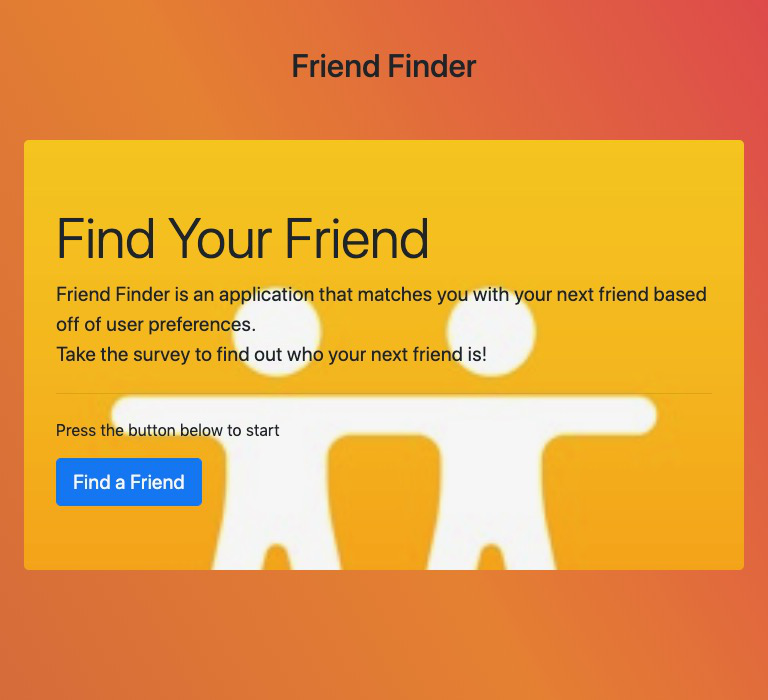 Friend Finder
Find Your Friend
Friend Finder is an application that matches you with your next friend based
off of user preferences.
Take the survey to find out who your next friend is!
Press the button below to start
Find a Friend